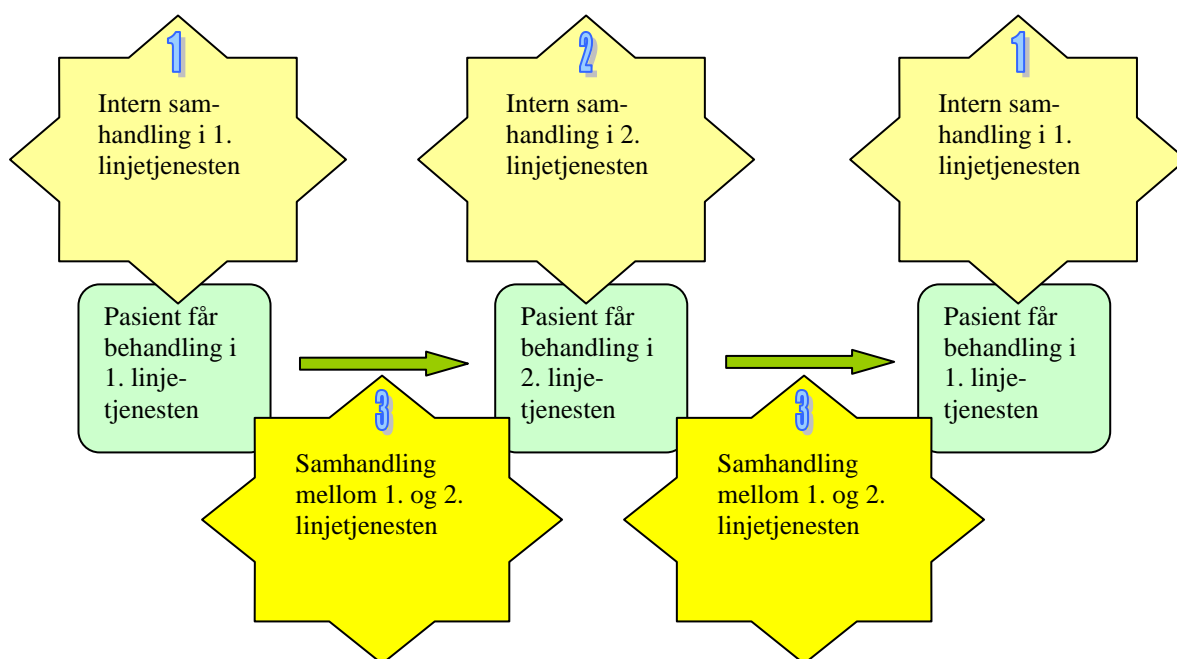 1
Intern sam-
handling i 1.
linjetjenesten
2
Intern sam-
handling i 2.
linjetjenesten
1
Intern sam-
handling i 1.
linjetjenesten
Pasient får
behandling i
1. linje-
tjenesten
Pasient får
behandling i
2. linje-
tjenesten
Pasient får
behandling i
1. linje-
tjenesten
3
Samhandling
mellom 1. og 2.
linjetjenesten
3
Samhandling
mellom 1. og 2.
linjetjenesten